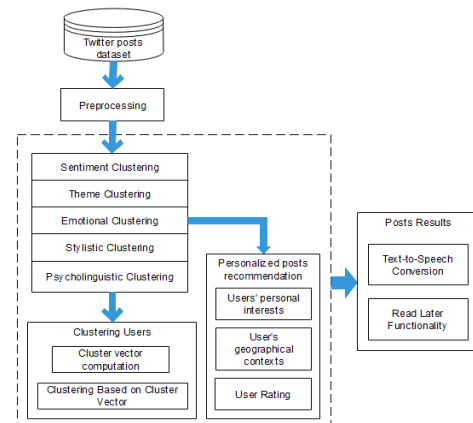 Twitter posts
dataset
Preprocessing
Sentiment Clustering
Theme Clustering
Emotional Clustering
Stylistic Clustering
Psycholinguistic Clustering
Clustering Users
Cluster vector
computation
Clustering Based on Cluster
Vector
Personalized posts
recommendation
Users' personal
interests
User's
geographical
contexts
User Rating
Posts Results
Text-to-Speech
Conversion
Read Later
Functionality